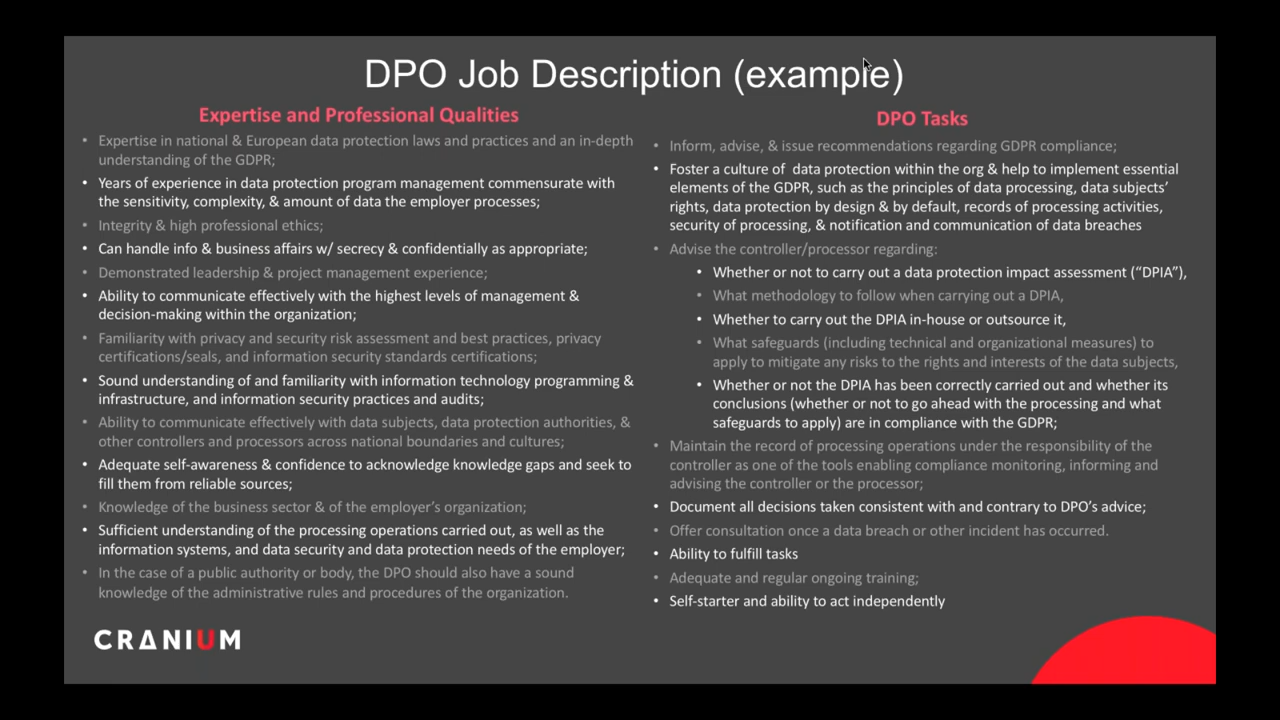 DPO Job Description (example)
Expertise and Professional Qualities
• Expertise in national & European data protection laws and practices and an in-depth
understanding of the GDPR;
• Years of experience in data protection program management commensurate with
the sensitivity, complexity, & amount of data the employer processes;
• Integrity & high professional ethics;
• Can handle info & business affairs w/ secrecy & confidentially as appropriate;
• Demonstrated leadership & project management experience;
• Ability to communicate effectively with the highest levels of management &
decision-making within the organization;
• Familiarity with privacy and security risk assessment and best practices, privacy
certifications/seals, and information security standards certifications;
• Sound understanding of and familiarity with information technology programming &
infrastructure, and information security practices and audits;
• Ability to communicate effectively with data subjects, data protection authorities, &
other controllers and processors across national boundaries and cultures;
• Adequate self-awareness & confidence to acknowledge knowledge gaps and seek to
fill them from reliable sources;
• Knowledge of the business sector & of the employer's organization;
• Sufficient understanding of the processing operations carried out, as well as the
information systems, and data security and data protection needs of the employer;
• In the case of a public authority or body, the DPO should also have a sound
knowledge of the administrative rules and procedures of the organization.
DPO Tasks
• Inform, advise, & issue recommendations regarding GDPR compliance;
• Foster a culture of data protection within the org & help to implement essential
elements of the GDPR, such as the principles of data processing, data subjects'
rights, data protection by design & by default, records of processing activities,
security of processing, & notification and communication of data breaches
• Advise the controller/processor regarding:
• Whether or not to carry out a data protection impact assessment (“DPIA”),
• What methodology to follow when carrying out a DPIA,
• Whether to carry out the DPIA in-house or outsource it,
• What safeguards (including technical and organizational measures) to
apply to mitigate any risks to the rights and interests of the data subjects,
• Whether or not the DPIA has been correctly carried out and whether its
conclusions (whether or not to go ahead with the processing and what
safeguards to apply) are in compliance with the GDPR;
• Maintain the record of processing operations under the responsibility of the
controller as one of the tools enabling compliance monitoring, informing and
advising the controller or the processor;
• Document all decisions taken consistent with and contrary to DPO's advice;
• Offer consultation once a data breach or other incident has occurred.
• Ability to fulfill tasks
• Adequate and regular ongoing training;
• Self-starter and ability to act independently
CRANIUM